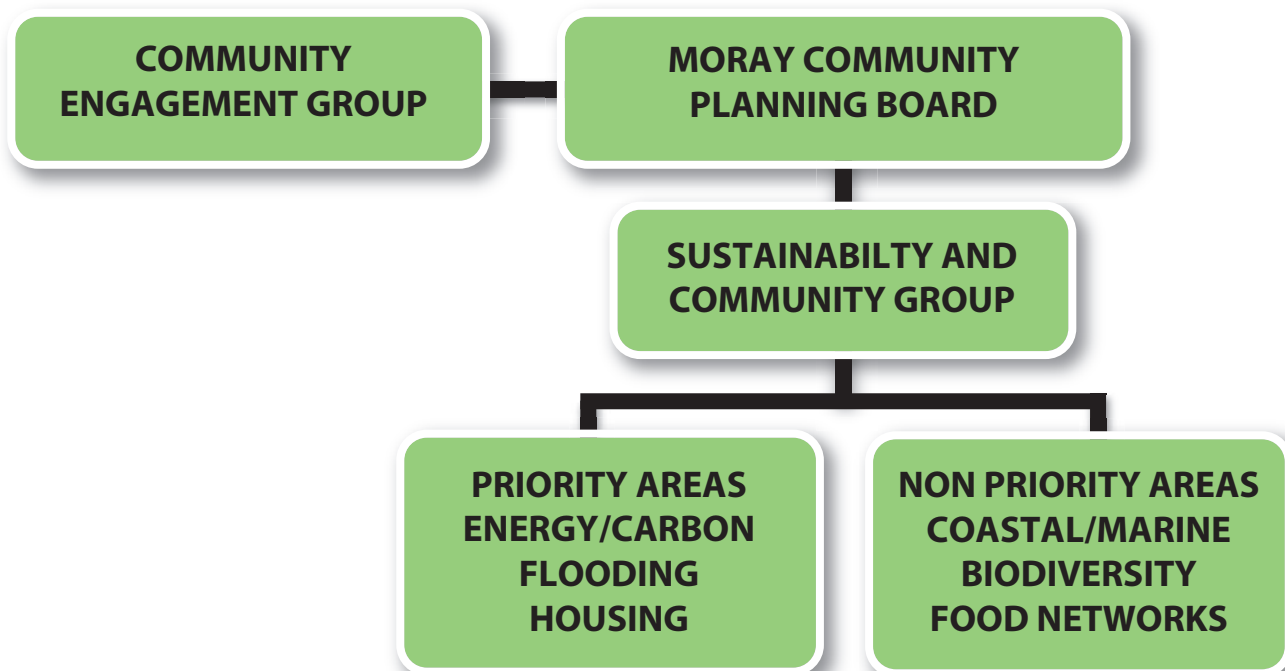 COMMUNITY
ENGAGEMENT GROUP
MORAY COMMUNITY
PLANNING BOARD
SUSTAINABILTY AND
COMMUNITY GROUP
PRIORITY AREAS
ENERGY/CARBON
FLOODING
HOUSING
NON PRIORITY AREAS
COASTAL/MARINE
BIODIVERSITY
FOOD NETWORKS